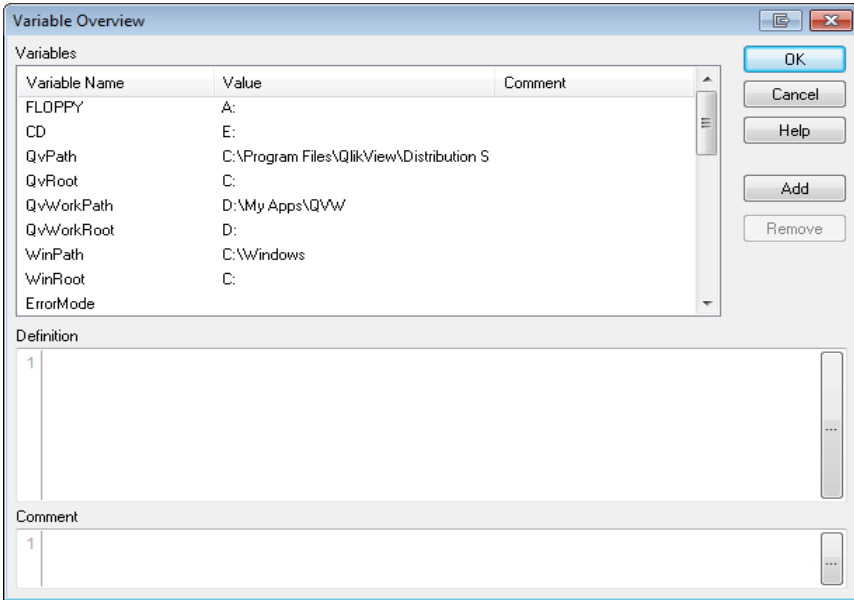 Variable Overview
Variables
OK
Variable Name Value Comment
Cancel
FLOPPY A:
CD E:
Help
QvPath C:\Program Files\QlikView\Distribution S
QvRoot C:
Add
QvWorkPath D:\My Apps\QVW
QvWorkRoot D:
Remove
WinPath C:\Windows
WinRoot C:
ErrorMode
Definition
1
...
Comment
1
...